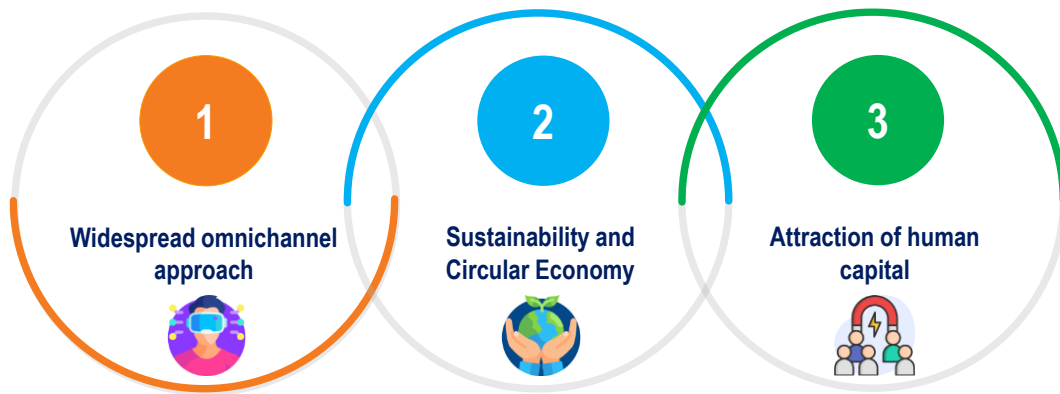 1
Widespread omnichannel
approach
2
Sustainability and
Circular Economy
3
Attraction of human
capital